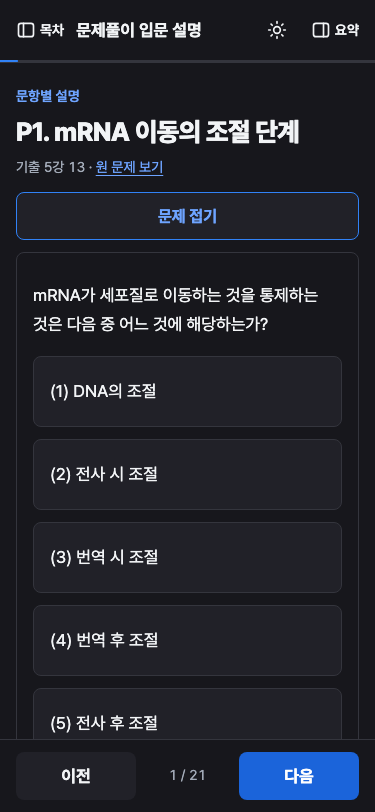 목차
문제풀이 입문 설명
요약
문항별 설명
P1. mRNA 이동의 조절 단계
기출 5강 13 · 원 문제 보기
문제 접기
mRNA가 세포질로 이동하는 것을 통제하는
것은 다음 중 어느 것에 해당하는가?
(1) DNA의 조절
(2) 전사 시 조절
(3) 번역 시 조절
(4) 번역 후 조절
(5) 전사 후 조절
이전
1 / 21
다음